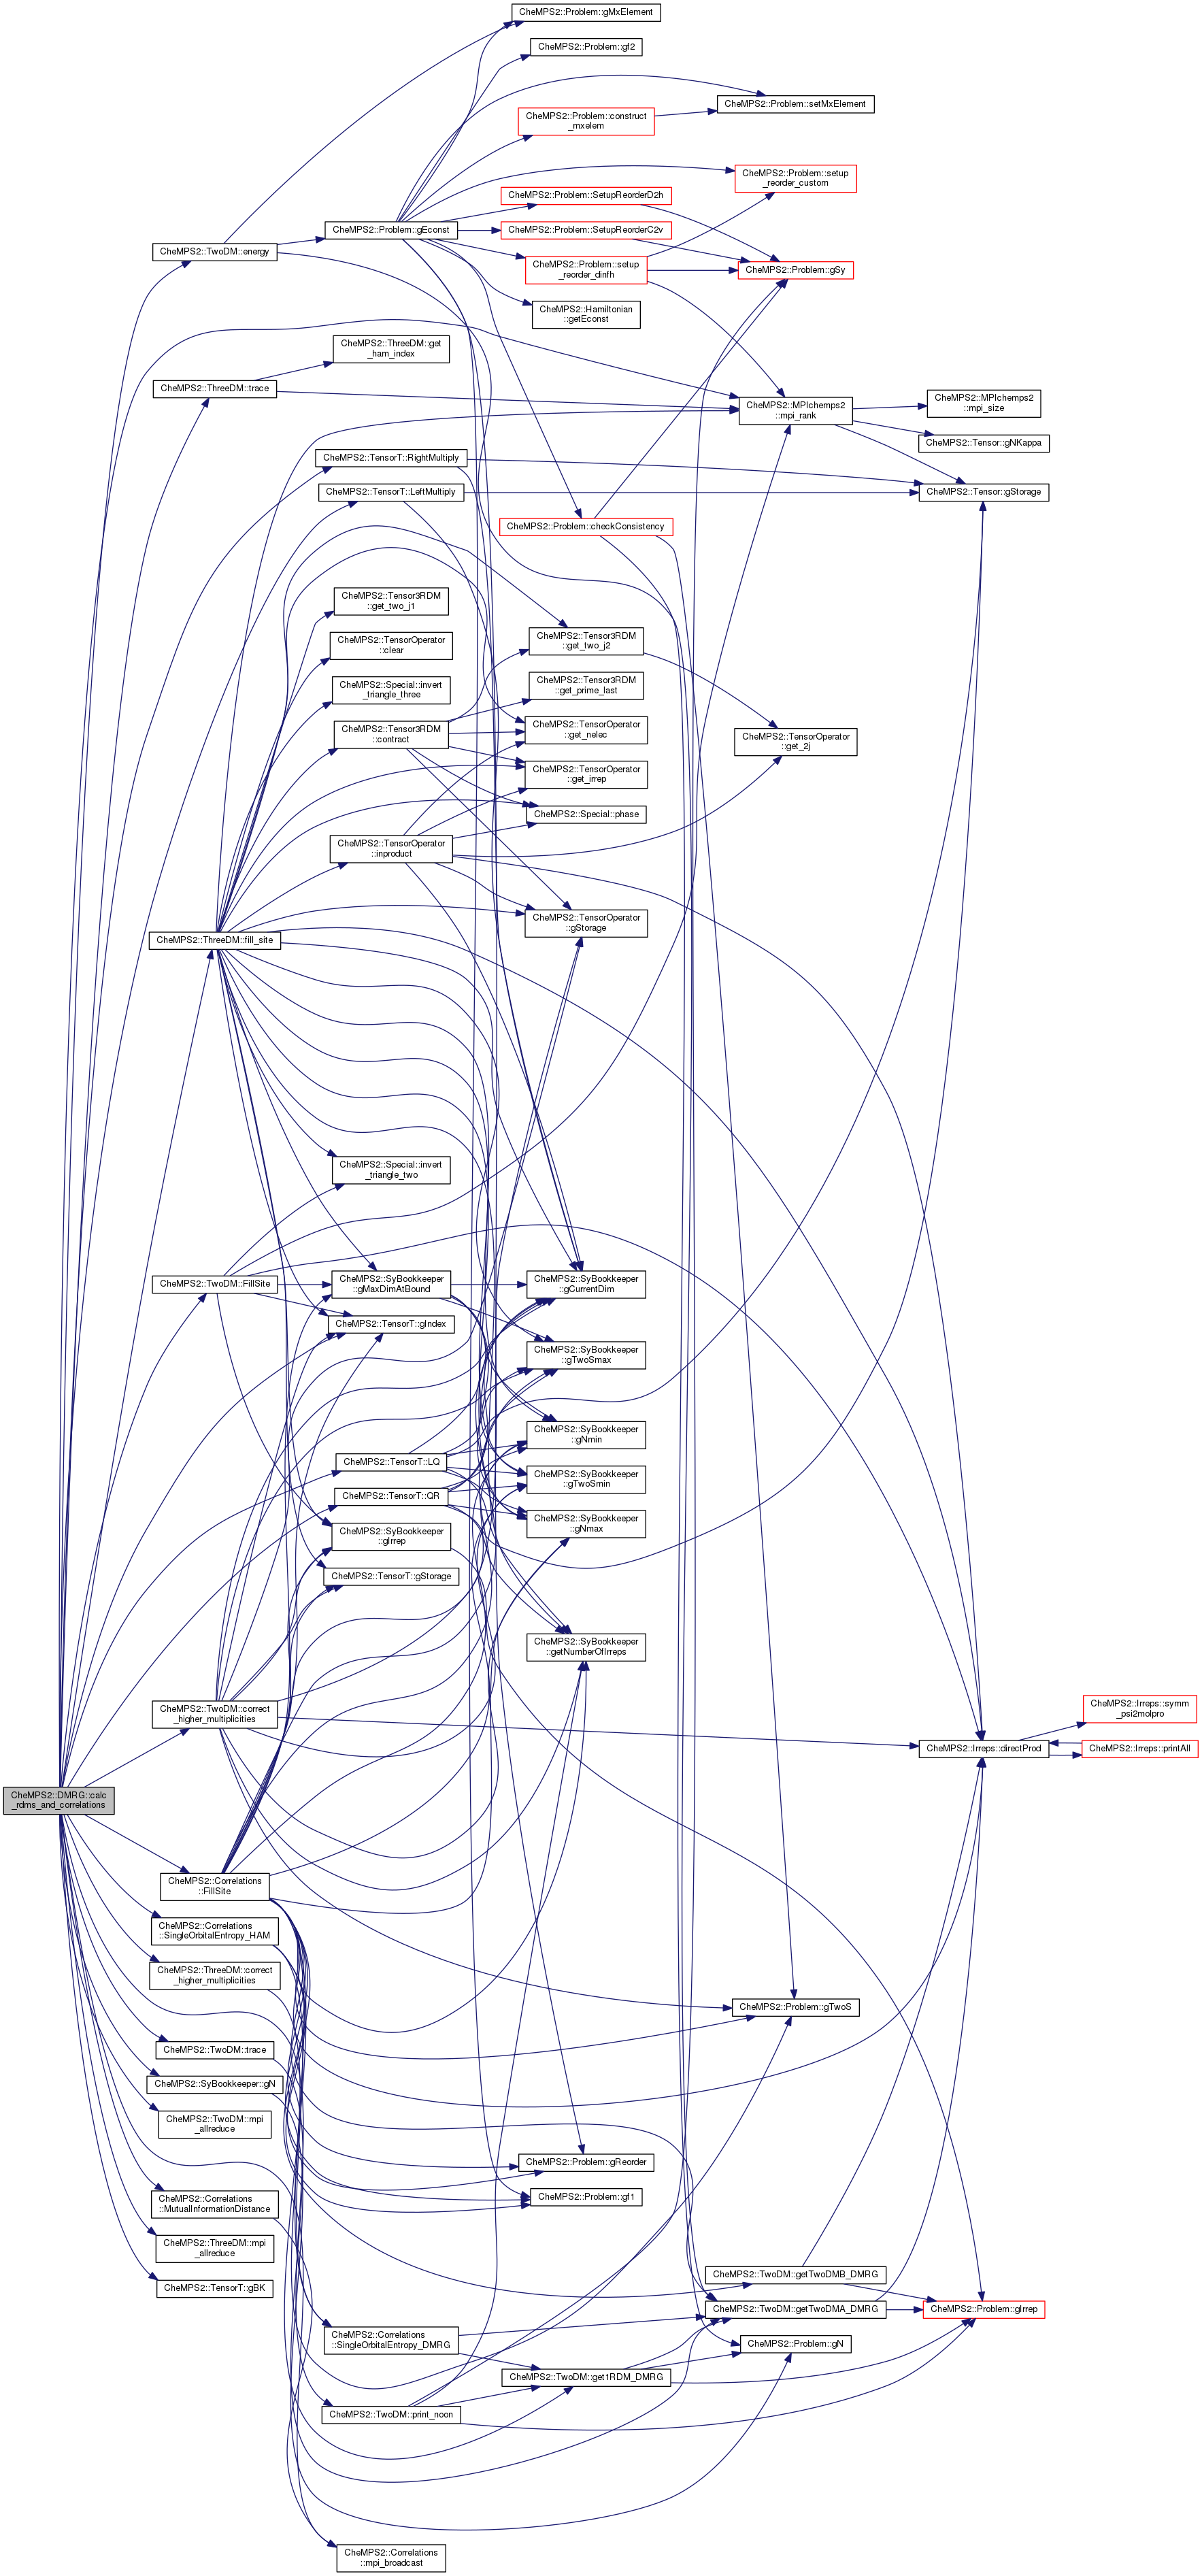 CheMPS2::Problem::gMxElement
CheMPS2::Problem::gf2
CheMPS2::Problem::setMxElement
CheMPS2::Problem::construct
_mxelem
CheMPS2::Problem::setup
_reorder_custom
CheMPS2::Problem::SetupReorderD2h
CheMPS2::Problem::gEconst
CheMPS2::Problem::SetupReorderC2v
CheMPS2::TwoDM::energy
CheMPS2::Problem::setup
_reorder_dinfh
CheMPS2::Problem::gSy
CheMPS2::Hamiltonian
::getEconst
CheMPS2::ThreeDM::get
_ham_index
CheMPS2::ThreeDM::trace
CheMPS2::MPIchemps2
::mpi_rank
CheMPS2::MPIchemps2
::mpi_size
CheMPS2::Tensor::gNKappa
CheMPS2::TensorT::RightMultiply
CheMPS2::TensorT::LeftMultiply
CheMPS2::Tensor::gStorage
CheMPS2::Problem::checkConsistency
CheMPS2::Tensor3RDM
::get_two_j1
CheMPS2::TensorOperator
::clear
CheMPS2::Tensor3RDM
::get_two_j2
CheMPS2::Special::invert
_triangle_three
CheMPS2::Tensor3RDM
::get_prime_last
CheMPS2::Tensor3RDM
::contract
CheMPS2::TensorOperator
::get_nelec
CheMPS2::TensorOperator
::get_2j
CheMPS2::TensorOperator
::get_irrep
CheMPS2::Special::phase
CheMPS2::TensorOperator
::inproduct
CheMPS2::TensorOperator
::gStorage
CheMPS2::ThreeDM::fill_site
CheMPS2::Special::invert
_triangle_two
CheMPS2::TwoDM::FillSite
CheMPS2::SyBookkeeper
::gMaxDimAtBound
CheMPS2::SyBookkeeper
::gCurrentDim
CheMPS2::TensorT::gIndex
CheMPS2::SyBookkeeper
::gTwoSmax
CheMPS2::SyBookkeeper
::gNmin
CheMPS2::TensorT::LQ
CheMPS2::SyBookkeeper
::gTwoSmin
CheMPS2::TensorT::QR
CheMPS2::SyBookkeeper
::gNmax
CheMPS2::SyBookkeeper
::gIrrep
CheMPS2::TensorT::gStorage
CheMPS2::SyBookkeeper
::getNumberOfIrreps
CheMPS2::TwoDM::correct
_higher_multiplicities
CheMPS2::Irreps::symm
_psi2molpro
CheMPS2::Irreps::directProd
CheMPS2::Irreps::printAll
CheMPS2::DMRG::calc
_rdms_and_correlations
CheMPS2::Correlations
::FillSite
CheMPS2::Correlations
::SingleOrbitalEntropy_HAM
CheMPS2::ThreeDM::correct
_higher_multiplicities
CheMPS2::Problem::gTwoS
CheMPS2::TwoDM::trace
CheMPS2::SyBookkeeper::gN
CheMPS2::TwoDM::mpi
_allreduce
CheMPS2::Problem::gReorder
CheMPS2::Correlations
::MutualInformationDistance
CheMPS2::Problem::gf1
CheMPS2::ThreeDM::mpi
_allreduce
CheMPS2::TensorT::gBK
CheMPS2::TwoDM::getTwoDMB_DMRG
CheMPS2::TwoDM::getTwoDMA_DMRG
CheMPS2::Problem::gIrrep
CheMPS2::Correlations
::SingleOrbitalEntropy_DMRG
CheMPS2::Problem::gN
CheMPS2::TwoDM::get1RDM_DMRG
CheMPS2::TwoDM::print_noon
CheMPS2::Correlations
::mpi_broadcast